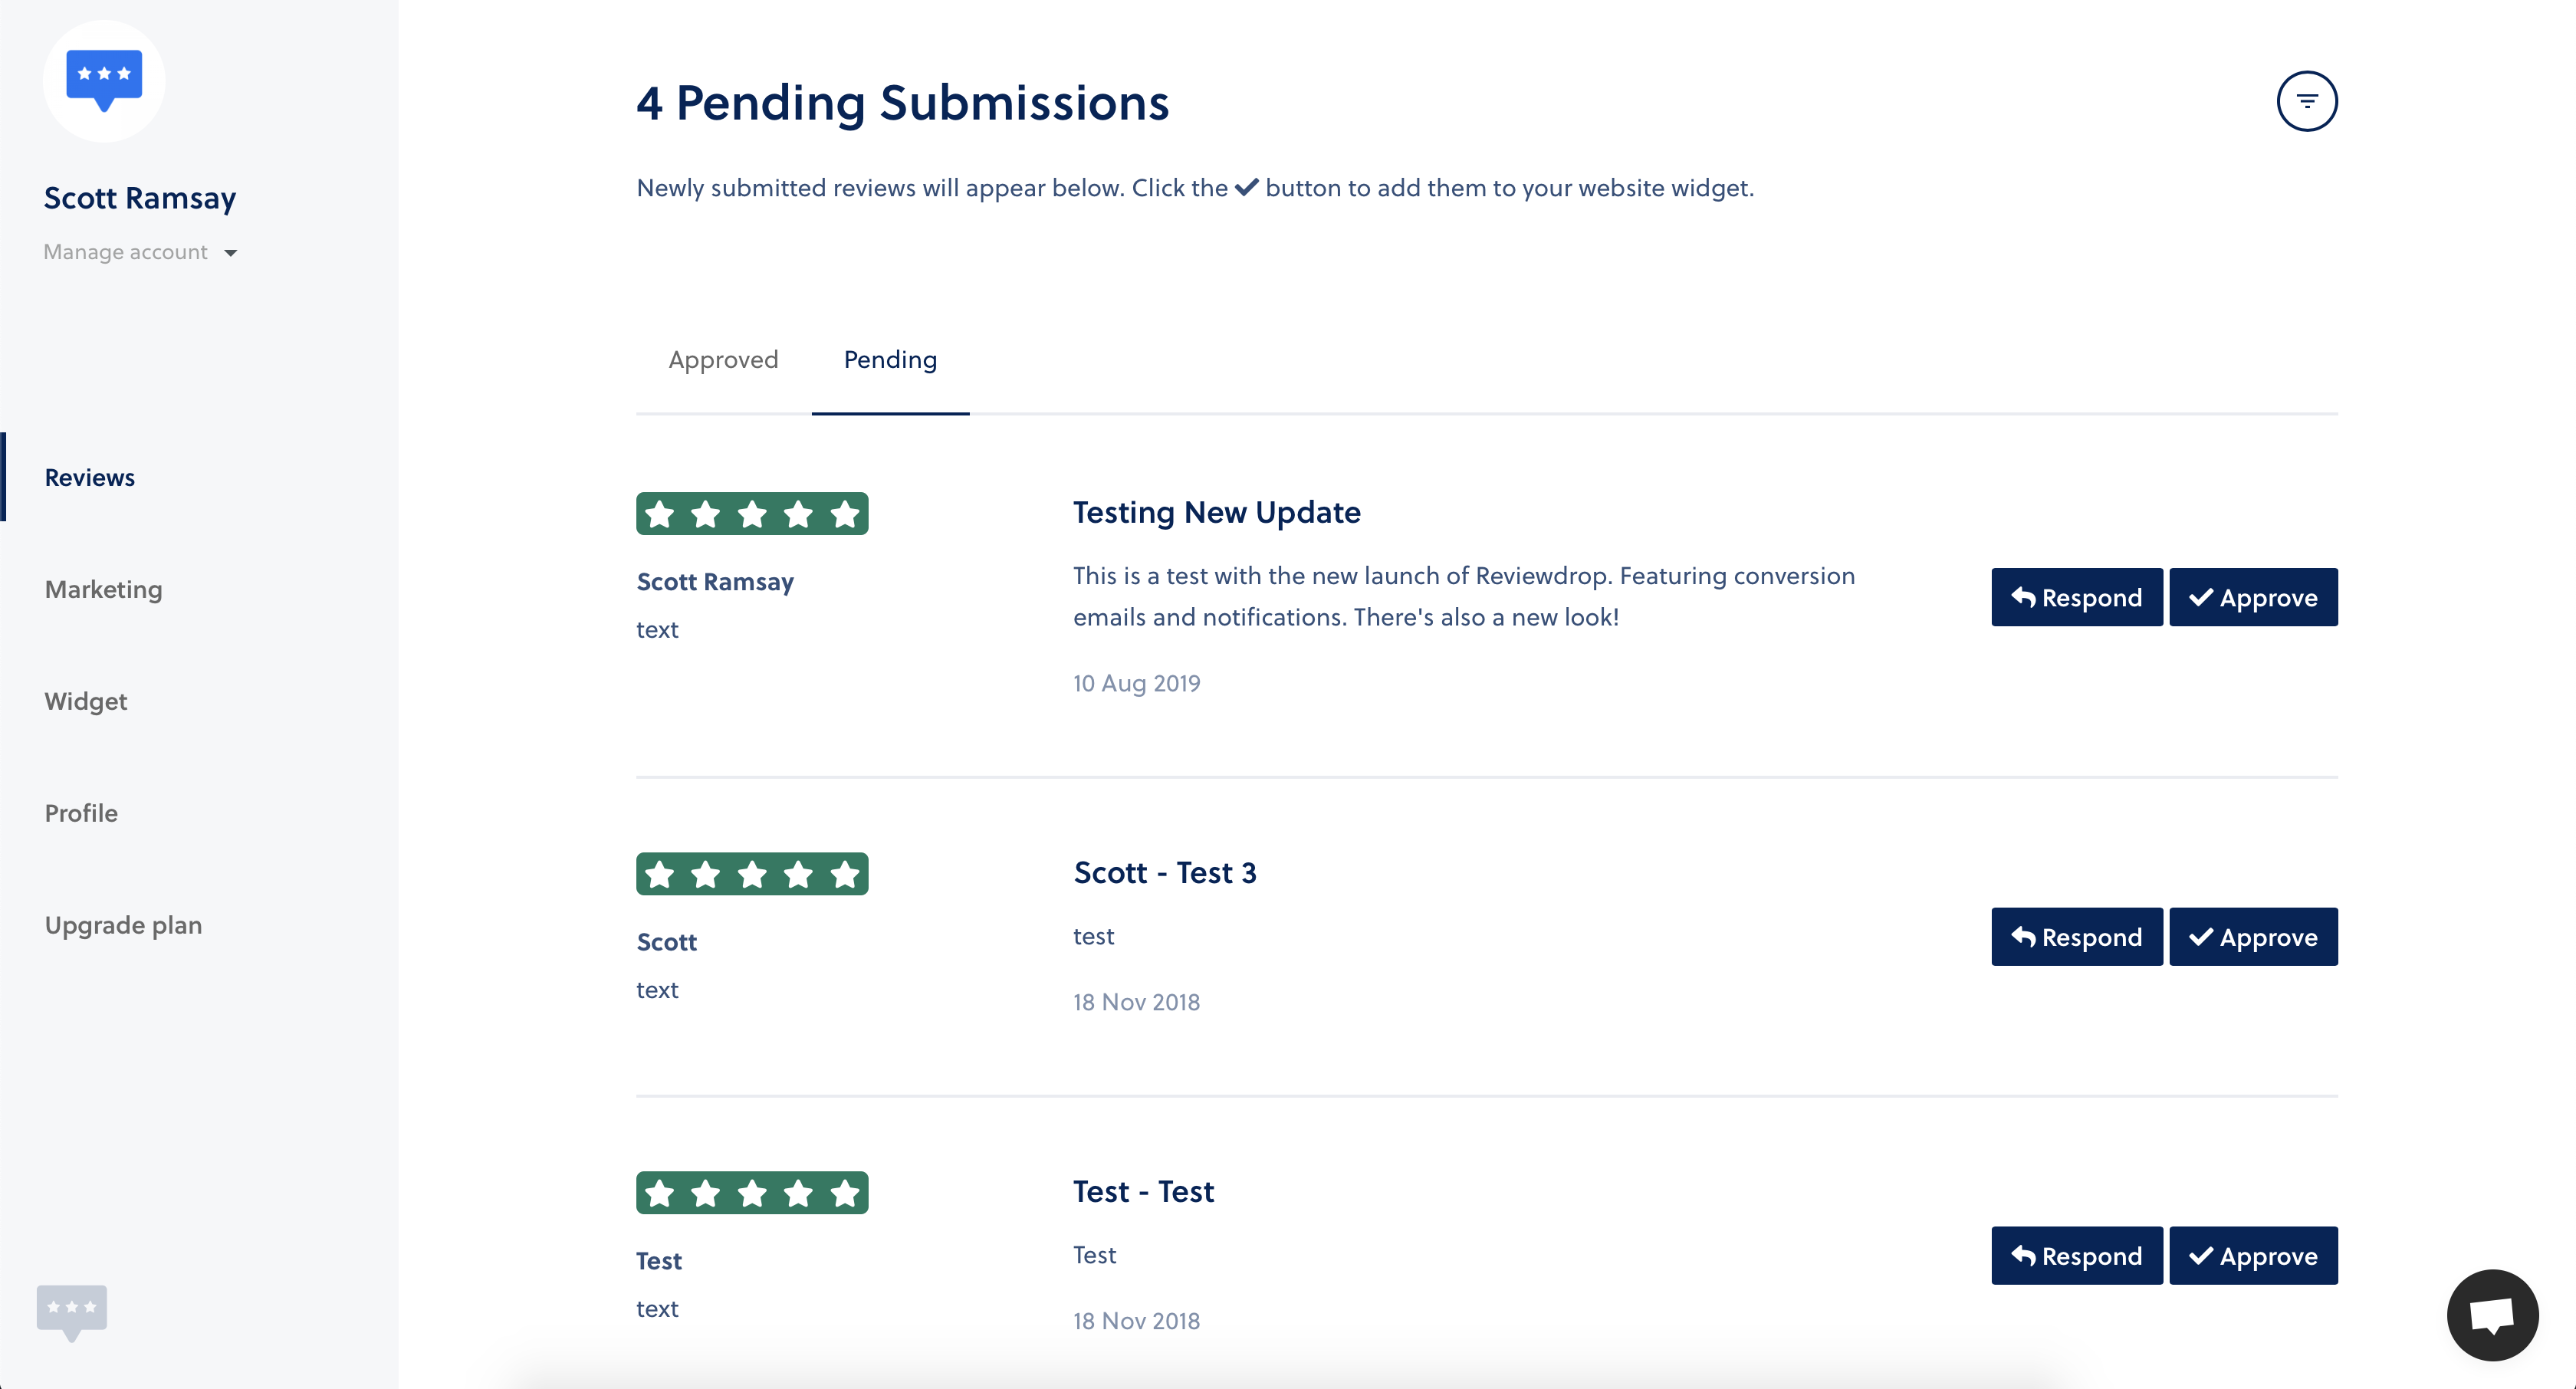 Scott Ramsay
Manage account
Reviews
Marketing
Widget
Profile
Upgrade plan
4 Pending Submissions
Newly submitted reviews will appear below. Click the ✔ button to add them to your website widget.
Approved
Pending
Scott Ramsay
text
Testing New Update
This is a test with the new launch of Reviewdrop. Featuring conversion
emails and notifications. There's also a new look!
10 Aug 2019
Respond
Approve
Scott
text
Scott - Test 3
test
18 Nov 2018
Respond
Approve
Test
text
Test - Test
Test
18 Nov 2018
Respond
Approve